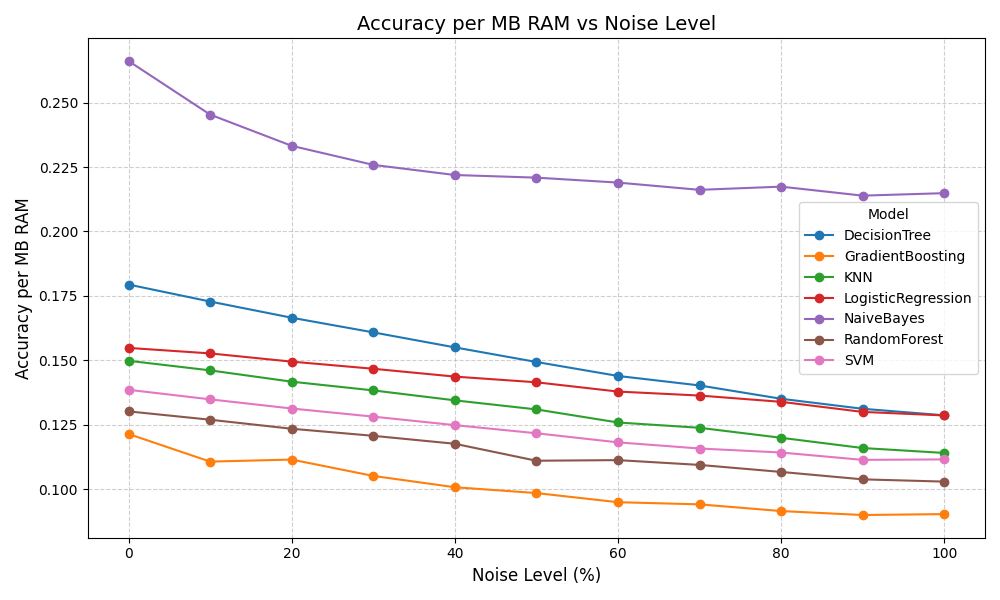 Accuracy per MB RAM vs Noise Level
Accuracy per MB RAM
0.250
0.225
0.200
0.175
0.150
0.125
0.100
Model
DecisionTree
GradientBoosting
KNN
LogisticRegression
NaiveBayes
RandomForest
SVM
0 20 40 60 80 100
Noise Level (%)